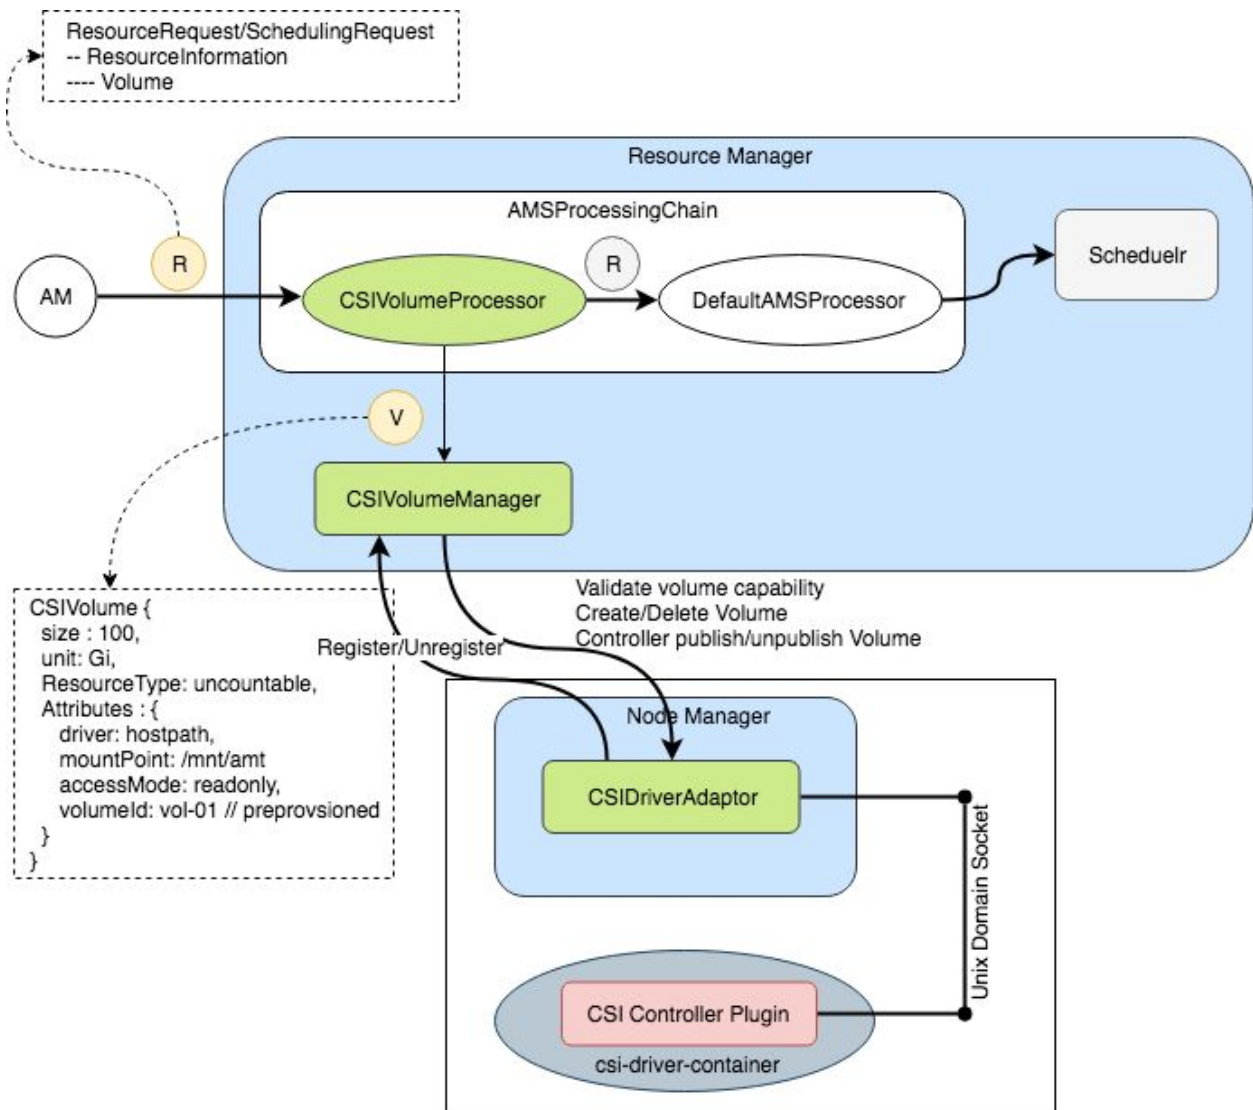 ResourceRequest/SchedulingRequest
-- ResourceInformation
---- Volume
Resource Manager
AMSProcessingChain
R
R
AM
CSIVolumeProcessor
DefaultAMSProcessor
Scheduelr
V
CSIVolumeManager
Validate volume capability
Create/Delete Volume
Controller publish/unpublish Volume
Register/Unregister
CSIVolume {
size : 100,
unit: Gi,
ResourceType: uncountable,
Attributes : {
driver: hostpath,
mountPoint: /mnt/amt
accessMode: readonly,
volumeId: vol-01 // preprovsioned
}
}
Node Manager
CSIDriverAdaptor
Unix Domain Socket
CSI Controller Plugin
csi-driver-container